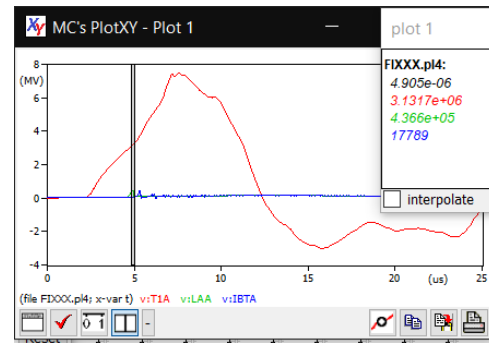 Xy MC's PlotXY - Plot 1
plot 1
FIXXX.pl4:
4.905e-06
3.1317e+06
4.366e+05
17789
interpolate
8
(MV)
6
4
2
0
-2
-4
0 5 10 15 20 (us) 25
(file FIXXX.pl4; x-var t) v:T1A v:LAA v:IBTA
0 1
-